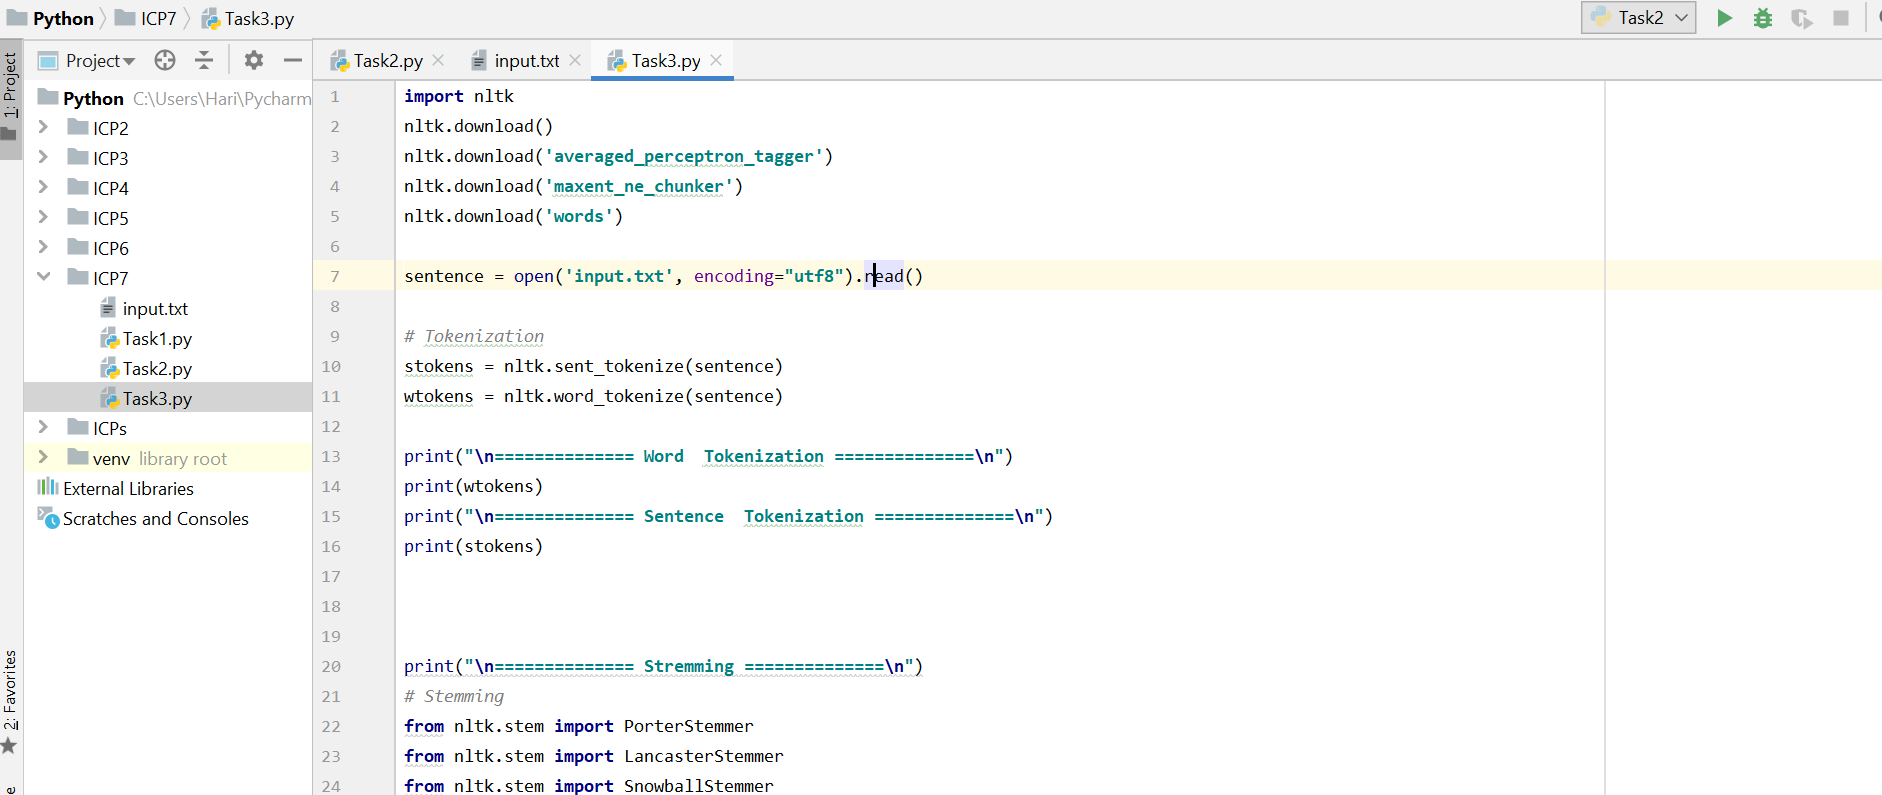 Python ICP7 Task3.py Task2
1: Project
Project
Task2.py input.txt Task3.py
Python C:\Users\Hari\Pycharm
ICP2
ICP3
ICP4
ICP5
ICP6
ICP7
input.txt
Task1.py
Task2.py
Task3.py
ICPs
venv library root
External Libraries
Scratches and Consoles
2: Favorites
1 import nltk
2 nltk.download()
3 nltk.download('averaged_perceptron_tagger')
4 nltk.download('maxent_ne_chunker')
5 nltk.download('words')
6
7 sentence = open('input.txt', encoding="utf8").read()
8
9 # Tokenization
10 stokens = nltk.sent_tokenize(sentence)
11 wtokens = nltk.word_tokenize(sentence)
12
13 print("\n============== Word  Tokenization ==============\n")
14 print(wtokens)
15 print("\n============== Sentence  Tokenization ==============\n")
16 print(stokens)
17
18
19
20 print("\n============== Stremming ==============\n")
21 # Stemming
22 from nltk.stem import PorterStemmer
23 from nltk.stem import LancasterStemmer
24 from nltk.stem import SnowballStemmer